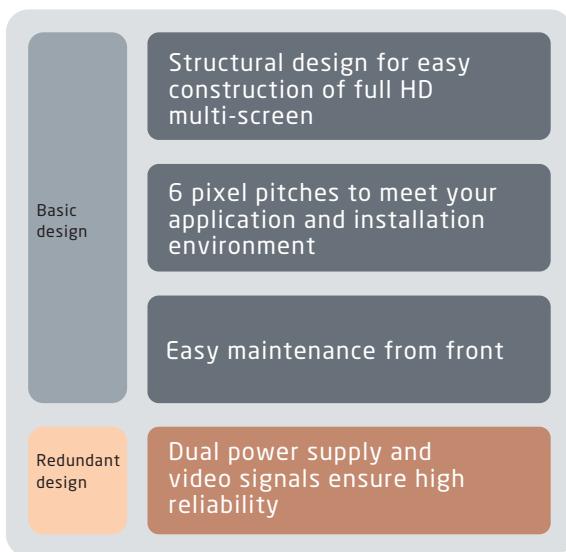 Basic
design
Structural design for easy
construction of full HD
multi-screen
6 pixel pitches to meet your
application and installation
environment
Easy maintenance from front
Redundant
design
Dual power supply and
video signals ensure high
reliability